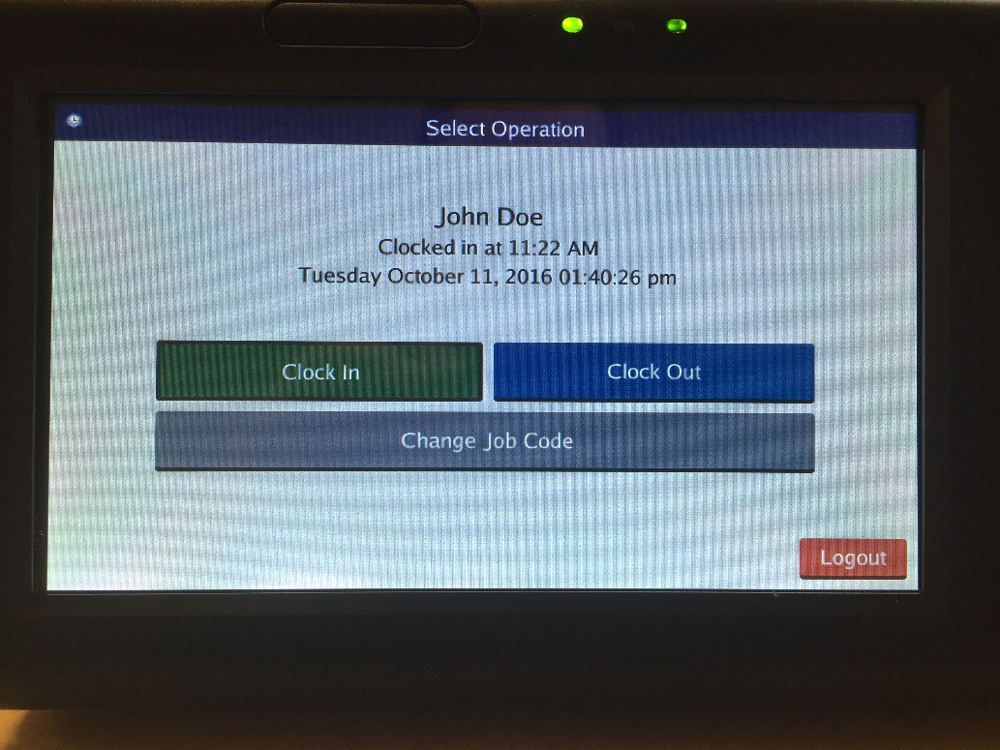 Select Operation
John Doe
Clocked in at 11:22 AM
Tuesday October 11, 2016 01:40:26 pm
Clock In
Clock Out
Change Job Code
Logout